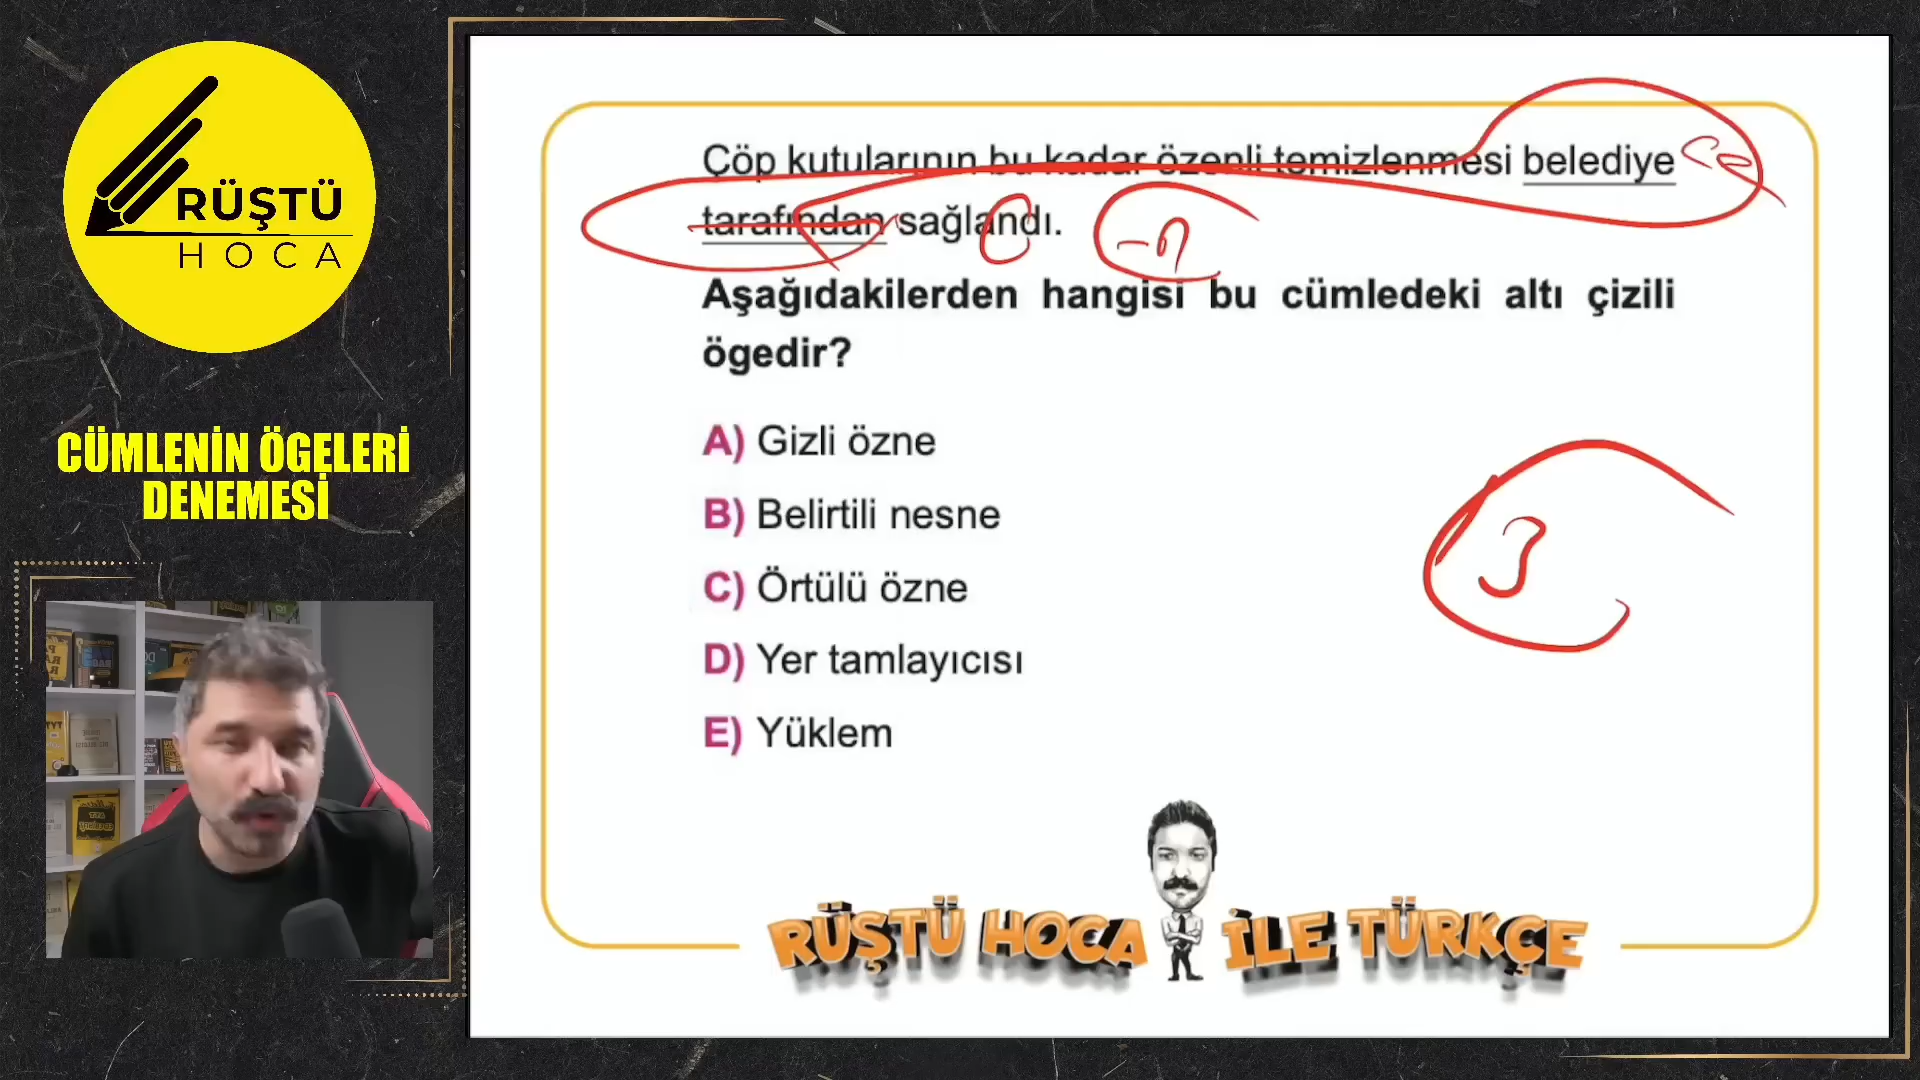 RÜŞTÜ
HOCA
CÜMLENİN ÖGELERİ
DENEMESİ
Çöp kutularının bu kadar özenli temizlenmesi belediye ce
tarafından sağlandı. -n
Aşağıdakilerden hangisi bu cümledeki altı çizili
ögedir?
A) Gizli özne
B) Belirtili nesne
C) Örtülü özne
D) Yer tamlayıcısı
E) Yüklem
RÜŞTÜ HOCA İLE TÜRKÇE